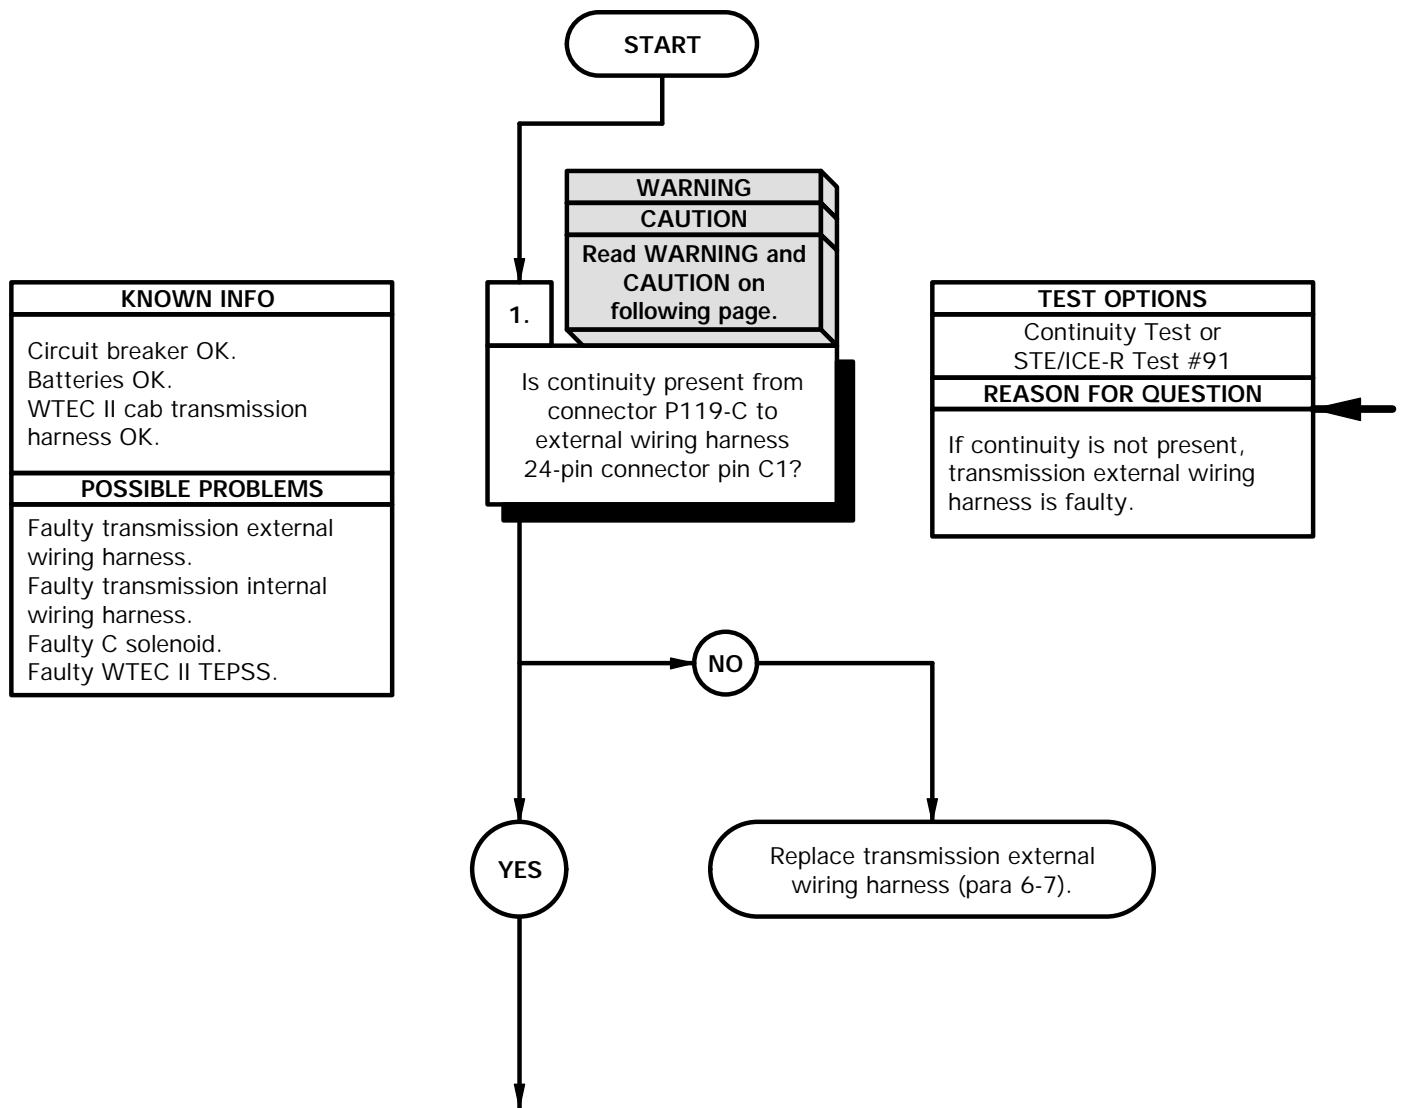 START
WARNING
CAUTION
Read WARNING and
CAUTION on
following page.
KNOWN INFO
Circuit breaker OK.
Batteries OK.
WTEC II cab transmission
harness OK.
POSSIBLE PROBLEMS
Faulty transmission external
wiring harness.
Faulty transmission internal
wiring harness.
Faulty C solenoid.
Faulty WTEC II TEPSS.
1.
Is continuity present from
connector P119-C to
external wiring harness
24-pin connector pin C1?
TEST OPTIONS
Continuity Test or
STE/ICE-R Test #91
REASON FOR QUESTION
If continuity is not present,
transmission external wiring
harness is faulty.
NO
YES
Replace transmission external
wiring harness (para 6-7).